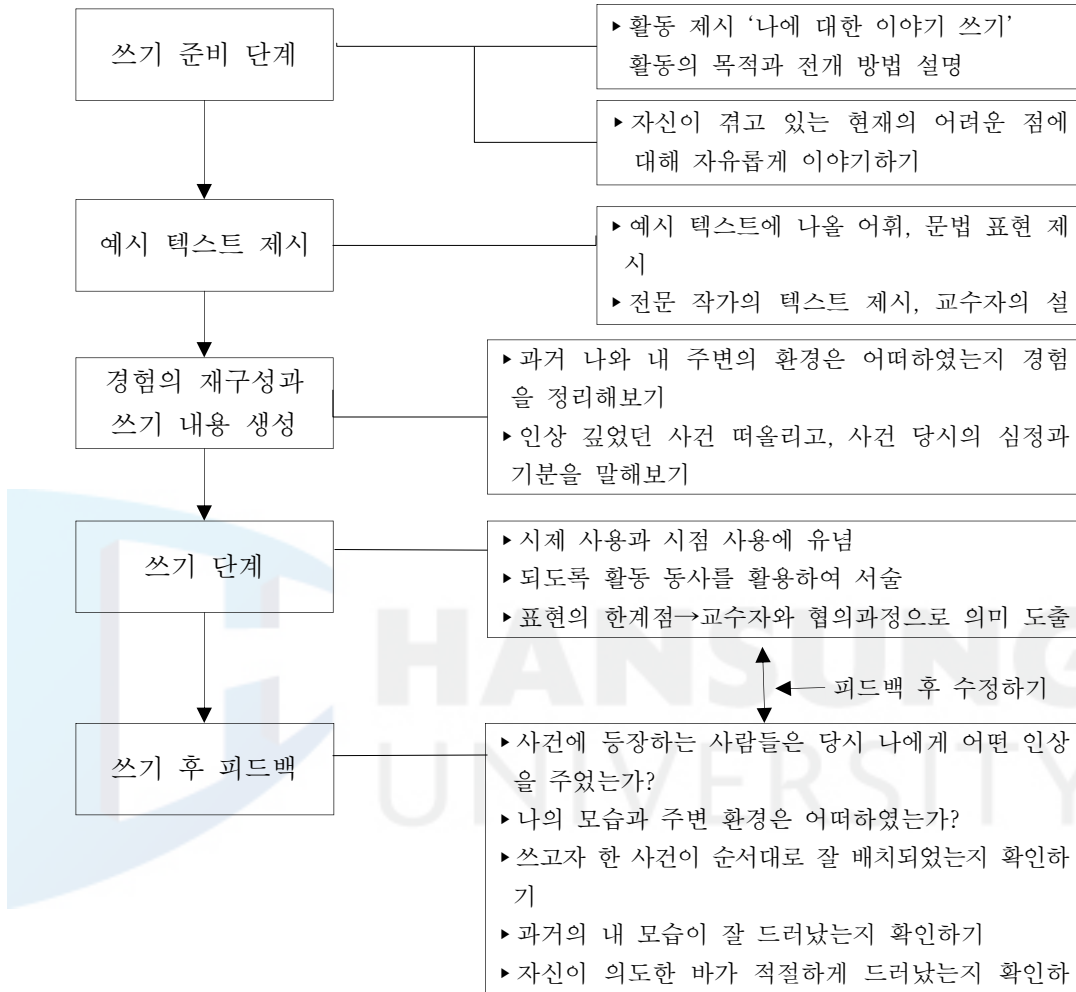 쓰기 준비 단계
▸활동 제시 ‘나에 대한 이야기 쓰기’
활동의 목적과 전개 방법 설명
▸자신이 겪고 있는 현재의 어려운 점에
대해 자유롭게 이야기하기
예시 텍스트 제시
▸예시 텍스트에 나올 어휘, 문법 표현 제
시
▸전문 작가의 텍스트 제시, 교수자의 설
경험의 재구성과
쓰기 내용 생성
▸과거 나와 내 주변의 환경은 어떠하였는지 경험
을 정리해보기
▸인상 깊었던 사건 떠올리고, 사건 당시의 심정과
기분을 말해보기
쓰기 단계
▸시제 사용과 시점 사용에 유념
▸되도록 활동 동사를 활용하여 서술
▸표현의 한계점→교수자와 협의과정으로 의미 도출
피드백 후 수정하기
쓰기 후 피드백
▸사건에 등장하는 사람들은 당시 나에게 어떤 인상
을 주었는가?
▸나의 모습과 주변 환경은 어떠하였는가?
▸쓰고자 한 사건이 순서대로 잘 배치되었는지 확인하
기
▸과거의 내 모습이 잘 드러났는지 확인하기
▸자신이 의도한 바가 적절하게 드러났는지 확인하
HANSUNG
UNIVERSITY